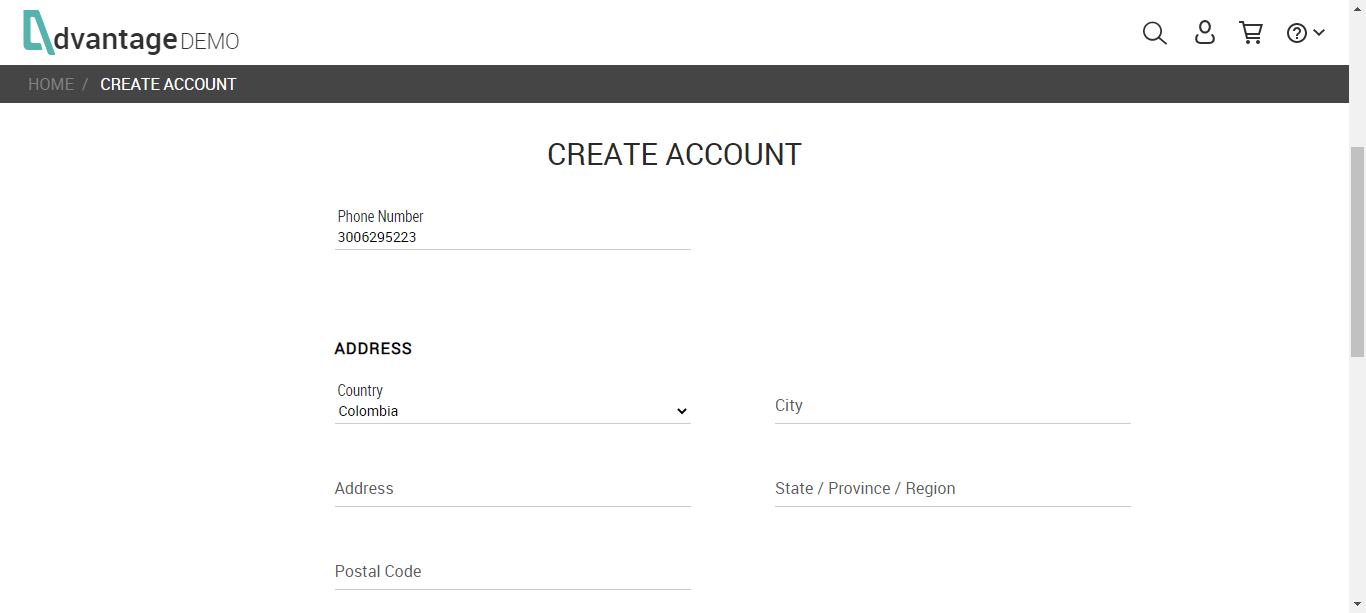 dvantage DEMO
HOME / CREATE ACCOUNT
CREATE ACCOUNT
Phone Number
3006295223
ADDRESS
Country
Colombia
City
Address
State / Province / Region
Postal Code